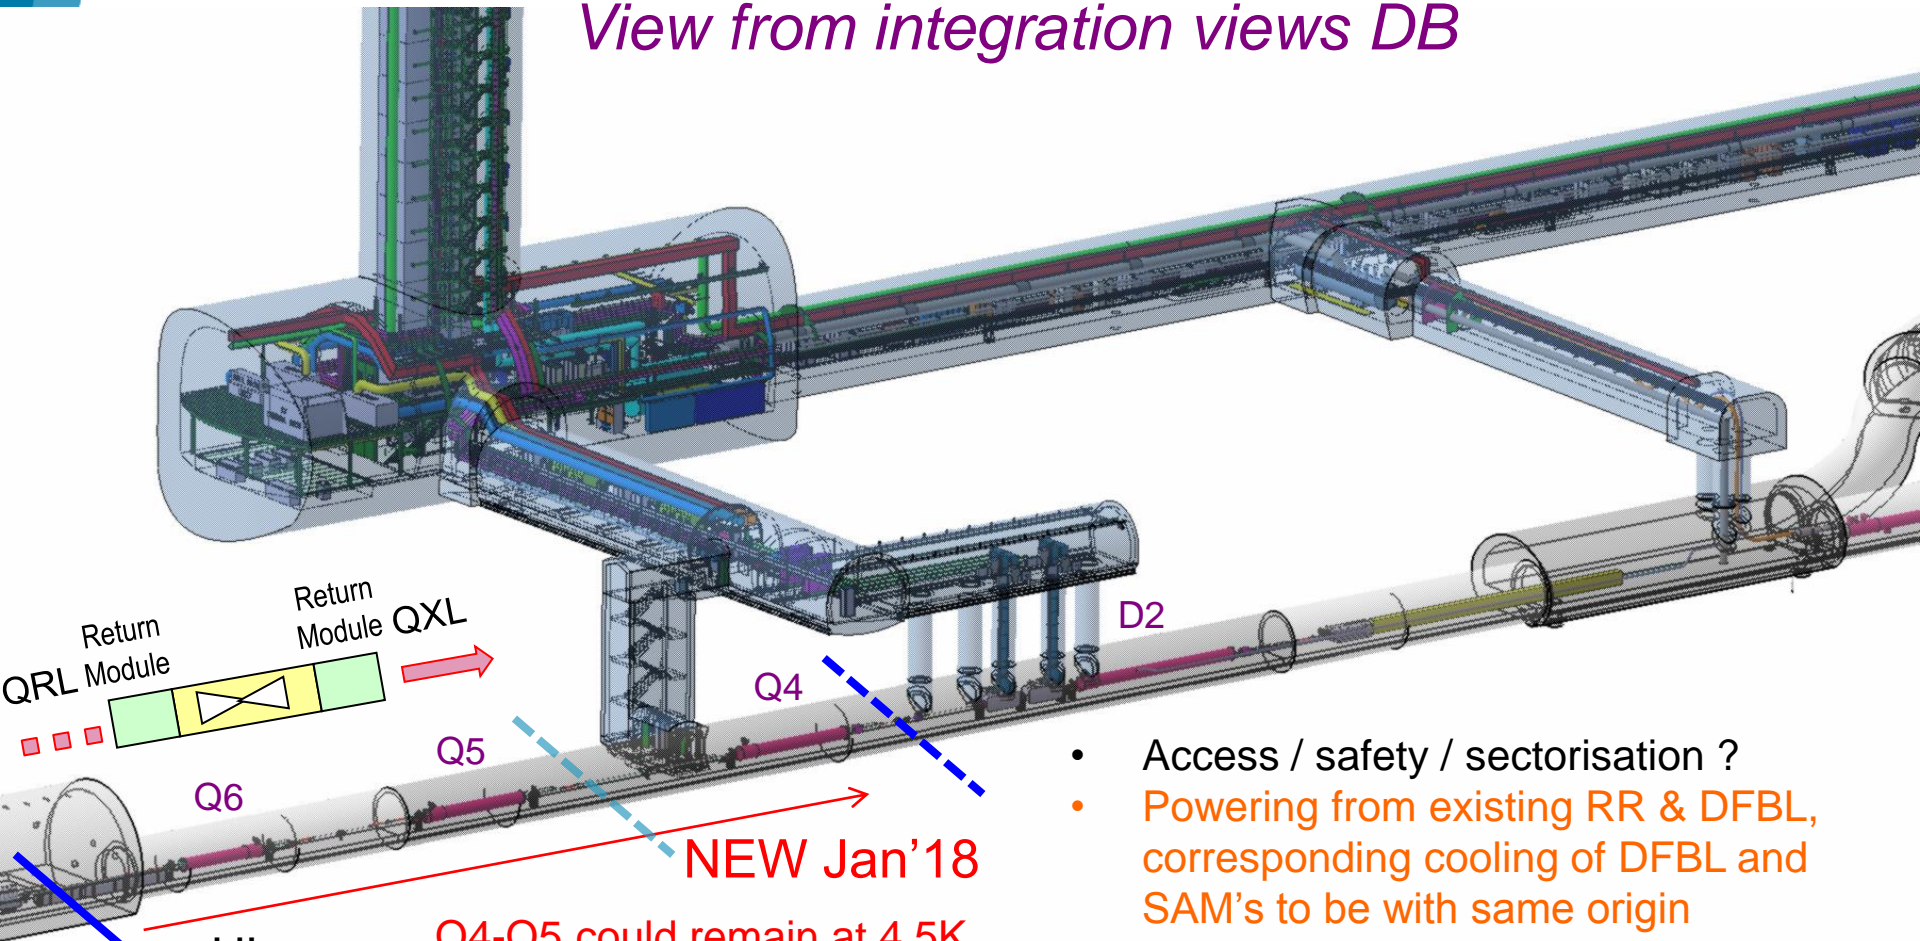 View from integration views DB
Return
Module
Return
Module
QRL
QXL
D2
Q4
Q5
Q6
NEW Jan’18
Q4-Q5 could remain at 4.5K
• Access / safety / sectorisation ?
• Powering from existing RR & DFBL,
corresponding cooling of DFBL and
SAM’s to be with same origin